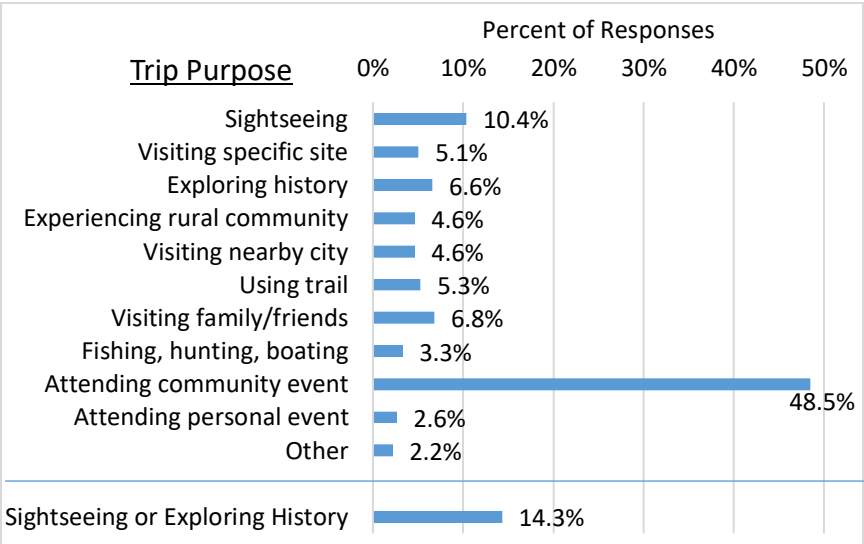 Percent of Responses
Trip Purpose 0% 10% 20% 30% 40% 50%
Sightseeing 10.4%
Visiting specific site 5.1%
Exploring history 6.6%
Experiencing rural community 4.6%
Visiting nearby city 4.6%
Using trail 5.3%
Visiting family/friends 6.8%
Fishing, hunting, boating 3.3%
Attending community event 48.5%
Attending personal event 2.6%
Other 2.2%
Sightseeing or Exploring History 14.3%